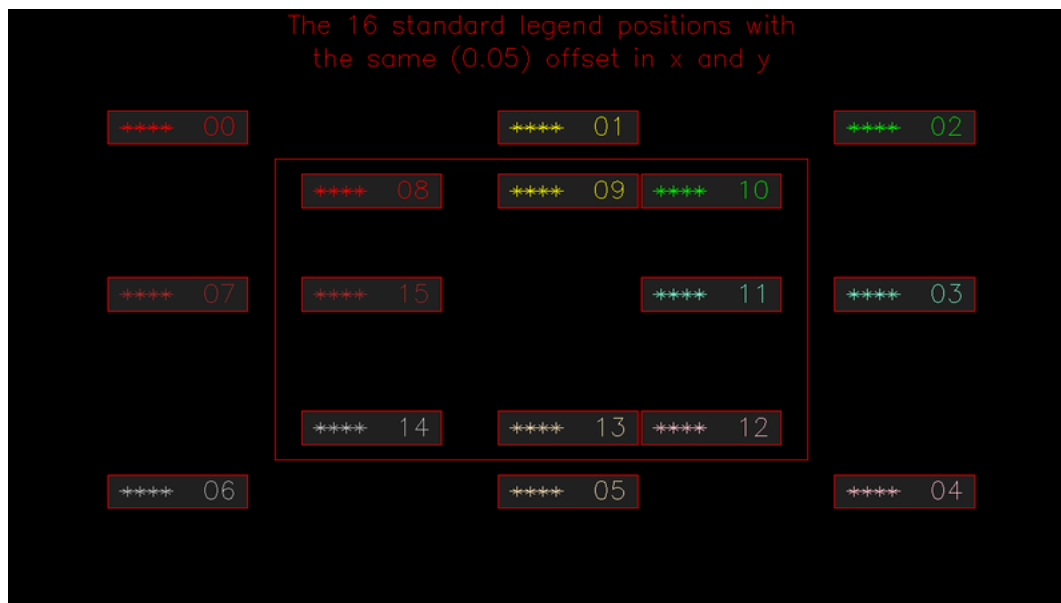 The 16 standard legend positions with
the same (0.05) offset in x and y
**** 00 **** 01 **** 02
**** 08 **** 09 **** 10
**** 07 **** 15 **** 11 **** 03
**** 14 **** 13 **** 12
**** 06 **** 05 **** 04